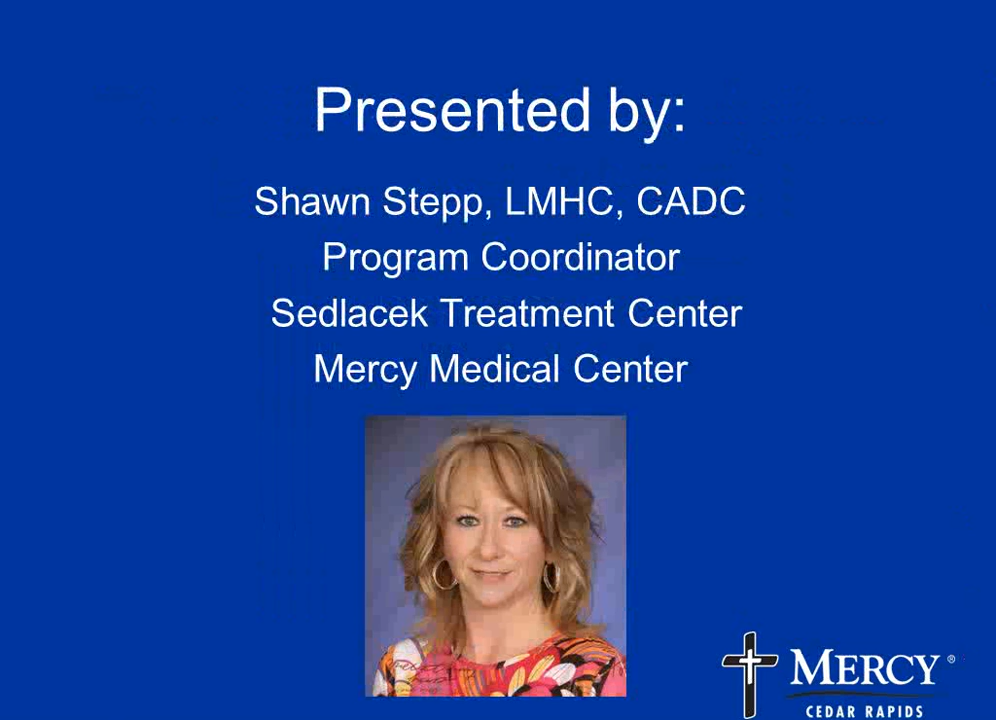 Presented by:
Shawn Stepp, LMHC, CADC
Program Coordinator
Sedlacek Treatment Center
Mercy Medical Center
MERCY®
CEDAR RAPIDS